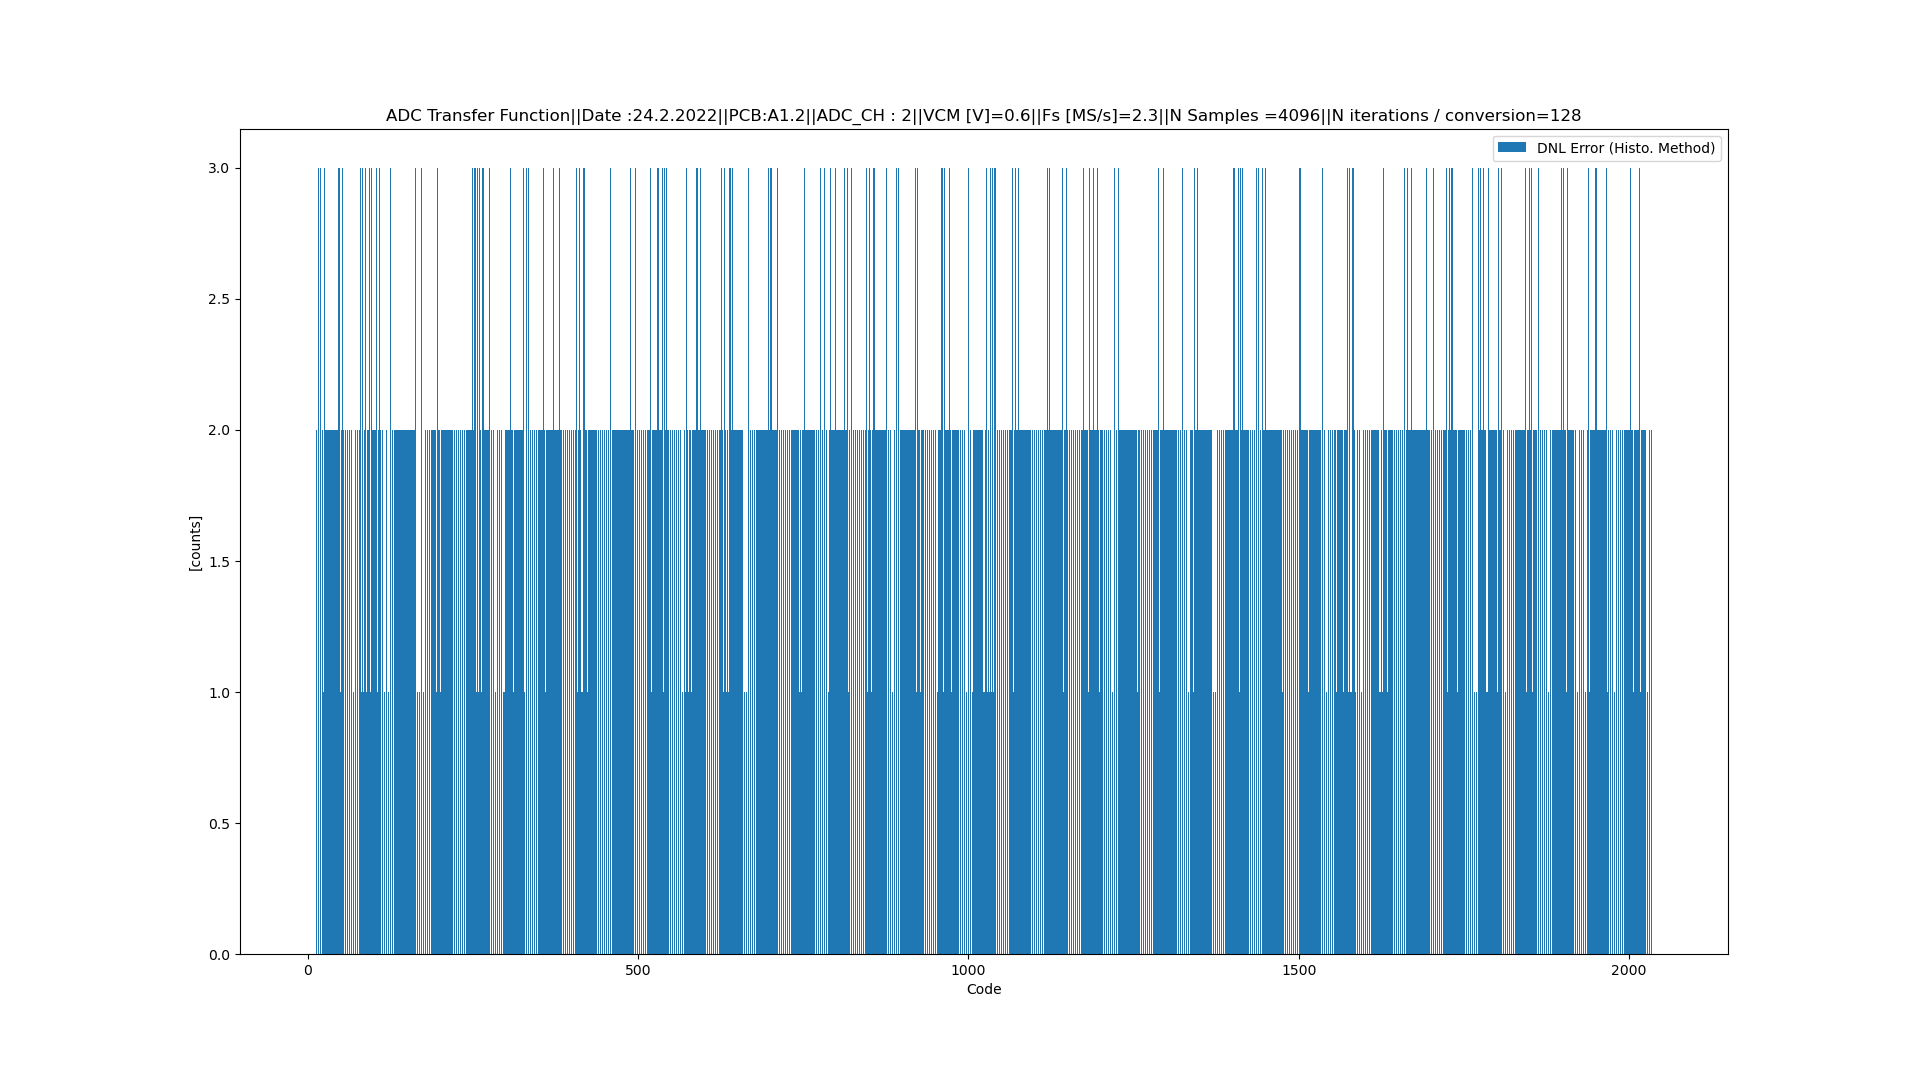 ADC Transfer Function||Date :24.2.2022||PCB:A1.2||ADC_CH : 2||VCM [V]=0.6||Fs [MS/s]=2.3||N Samples =4096||N iterations / conversion=128
DNL Error (Histo. Method)
3.0
2.5
2.0
1.5
1.0
0.5
0.0
[counts]
0 500 1000 1500 2000
Code